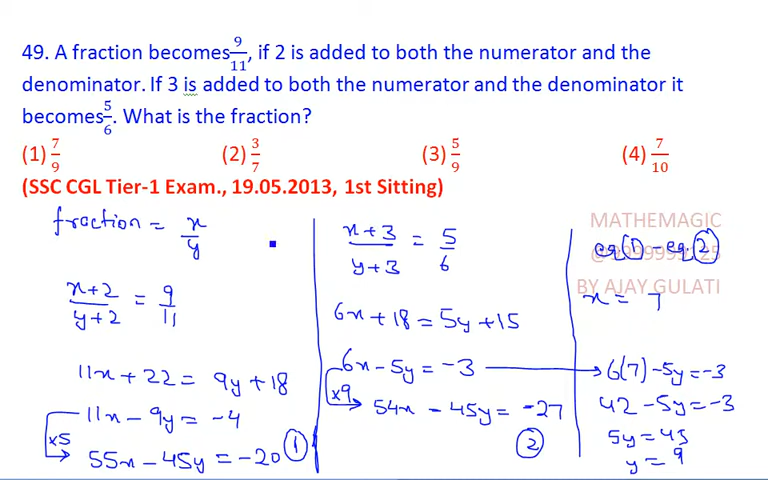 49. A fraction becomes 9/11, if 2 is added to both the numerator and the
denominator. If 3 is added to both the numerator and the denominator it
becomes 5/6. What is the fraction?
(1) 7/9 (2) 3/7 (3) 5/9 (4) 7/10
(SSC CGL Tier-1 Exam., 19.05.2013, 1st Sitting)
fraction = x/y
(x+2)/(y+2) = 9/11
11x + 22 = 9y + 18
11x - 9y = -4
x5
55x - 45y = -20 (1)
(x+3)/(y+3) = 5/6
6x + 18 = 5y + 15
6x - 5y = -3
x9
54x - 45y = -27
(2)
MATHEMAGIC
eq(1) - eq(2)
BY AJAY GULATI
x = 7
6(7) - 5y = -3
42 - 5y = -3
5y = 45
y = 9